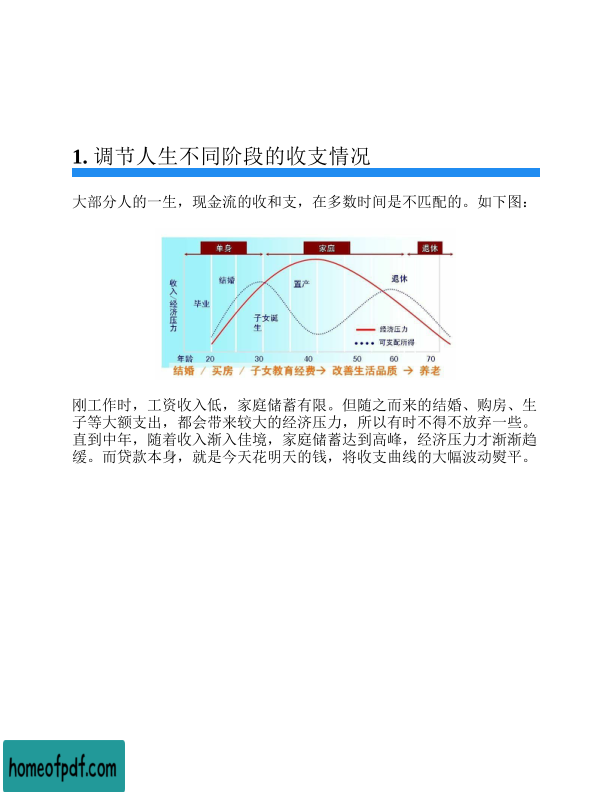 1. 调节人生不同阶段的收支情况
大部分人的一生，现金流的收和支，在多数时间是不匹配的。如下图：
单身
家庭
退休
收入/经济压力
结婚
置产
退休
毕业
子女诞
生
经济压力
可支配所得
年龄 20 30 40 50 60 70
结婚 / 买房 / 子女教育经费→ 改善生活品质 → 养老
刚工作时，工资收入低，家庭储蓄有限。但随之而来的结婚、购房、生
子等大额支出，都会带来较大的经济压力，所以有时不得不放弃一些。
直到中年，随着收入渐入佳境，家庭储蓄达到高峰，经济压力才渐渐趋
缓。而贷款本身，就是今天花明天的钱，将收支曲线的大幅波动熨平。
homeofpdf.com